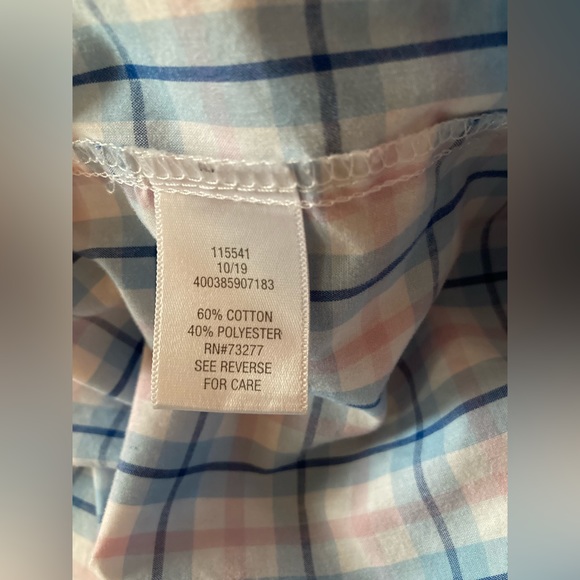 115541
10/19
400385907183
60% COTTON
40% POLYESTER
RN#73277
SEE REVERSE
FOR CARE